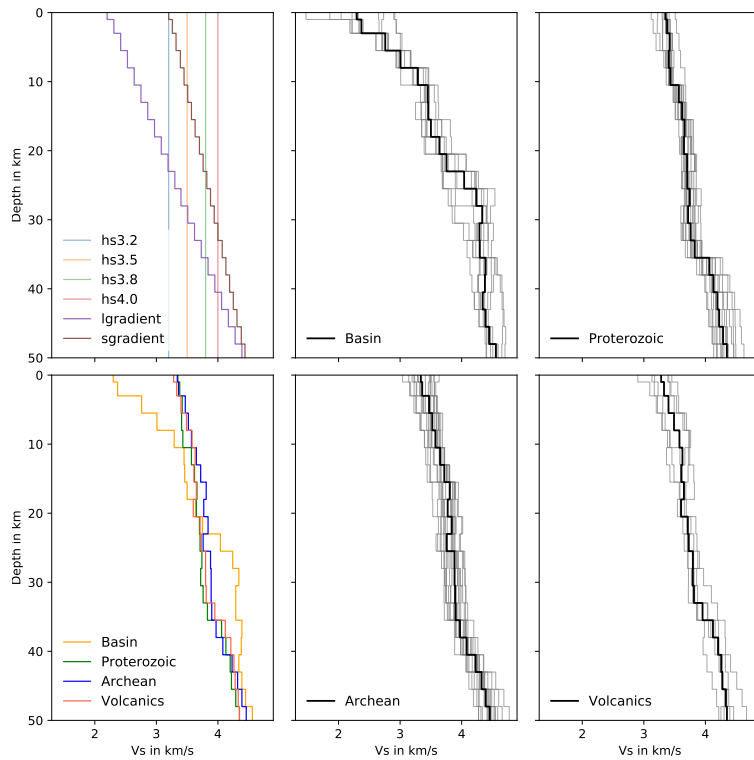 0
10
20
30
40
50
Depth in km
hs3.2
hs3.5
hs3.8
hs4.0
lgradient
sgradient
Basin
Proterozoic
0
10
20
30
40
50
Depth in km
Basin
Proterozoic
Archean
Volcanics
2 3 4
Vs in km/s
Archean
2 3 4
Vs in km/s
Volcanics
2 3 4
Vs in km/s